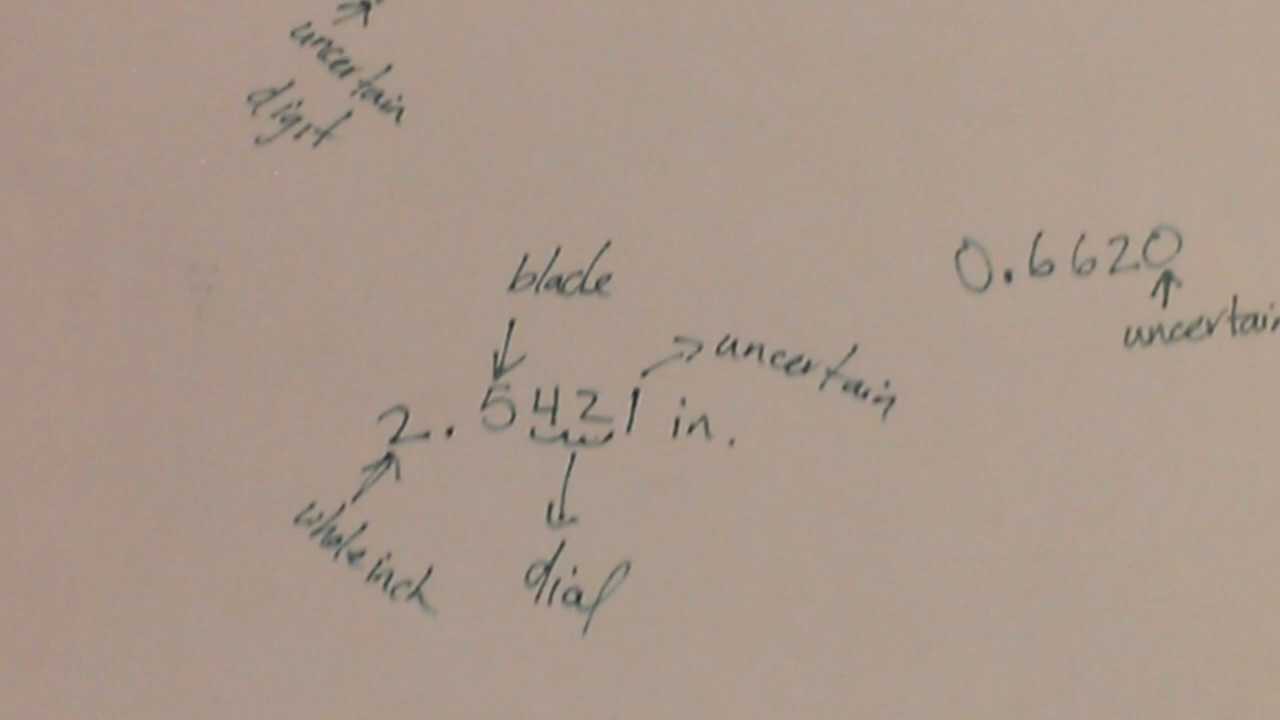 uncertain
digit
blade
0.6620
uncertain
uncertain
2.5421 in.
whole inch
dial